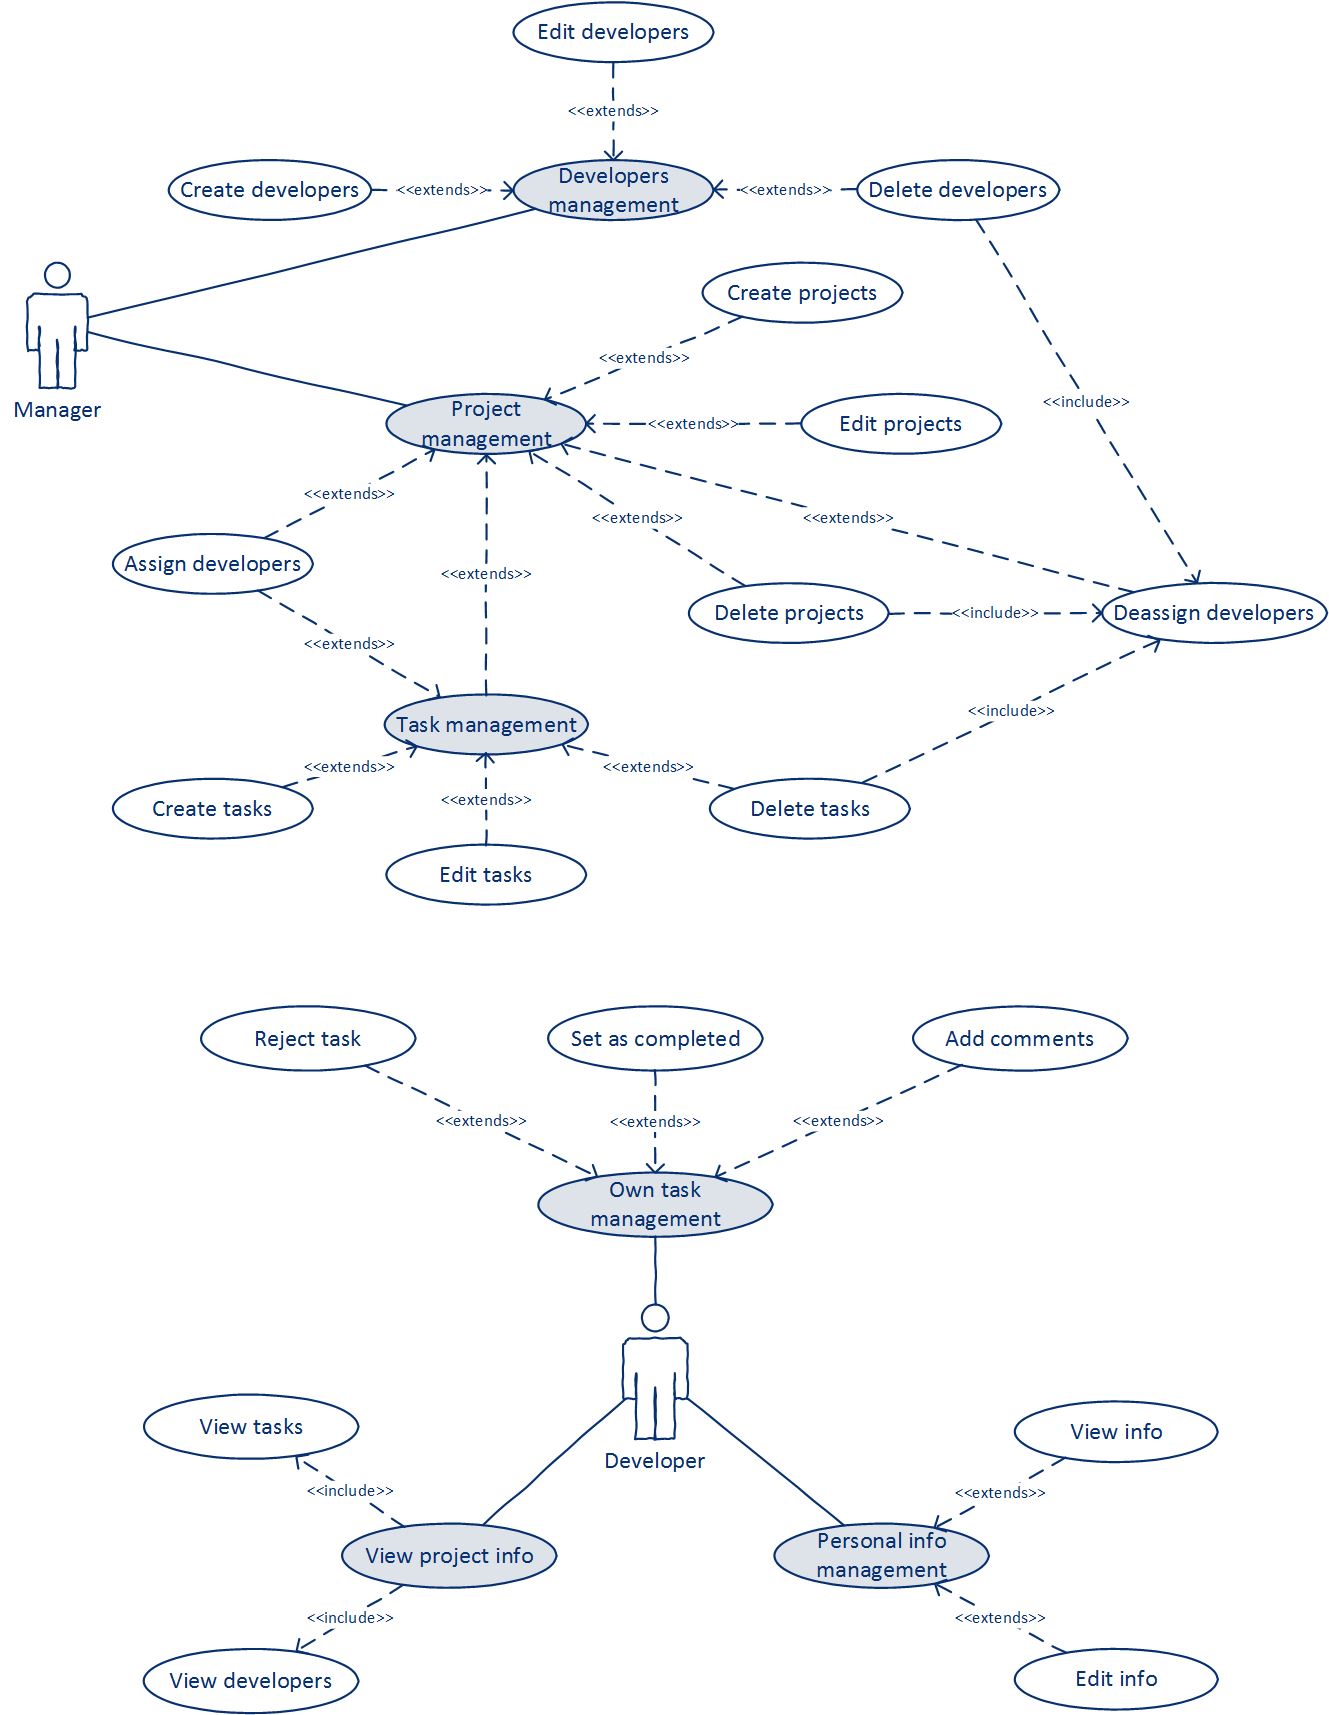 Edit developers
<<extends>>
Create developers
<<extends>>
Developers
management
<<extends>>
Delete developers
Create projects
<<extends>>
Manager
<<include>>
Project
management
<<extends>>
Edit projects
<<extends>>
<<extends>>
<<extends>>
Assign developers
<<extends>>
Delete projects
<<include>>
Deassign developers
<<extends>>
<<include>>
Task management
<<extends>>
<<extends>>
<<extends>>
Create tasks
Delete tasks
Edit tasks
Reject task
Set as completed
Add comments
<<extends>>
<<extends>>
<<extends>>
Own task
management
Developer
View tasks
View info
<<include>>
<<extends>>
View project info
Personal info
management
<<include>>
<<extends>>
View developers
Edit info